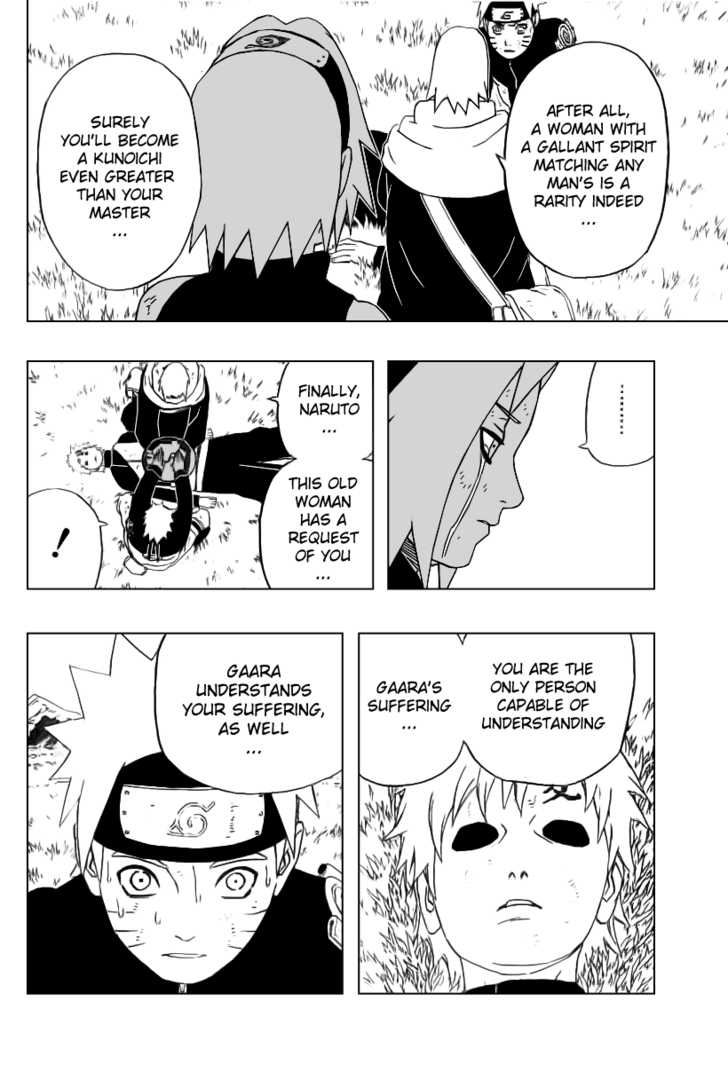 AFTER ALL,
A WOMAN WITH
A GALLANT SPIRIT
MATCHING ANY
MAN'S IS A
RARITY INDEED
...
SURELY
YOU'LL BECOME
A KUNOICHI
EVEN GREATER
THAN YOUR
MASTER
...
.........
FINALLY,
NARUTO
...
THIS OLD
WOMAN
HAS A
REQUEST
OF YOU
...
!
YOU ARE THE
ONLY PERSON
CAPABLE OF
UNDERSTANDING
GAARA'S
SUFFERING
...
GAARA
UNDERSTANDS
YOUR SUFFERING,
AS WELL
...